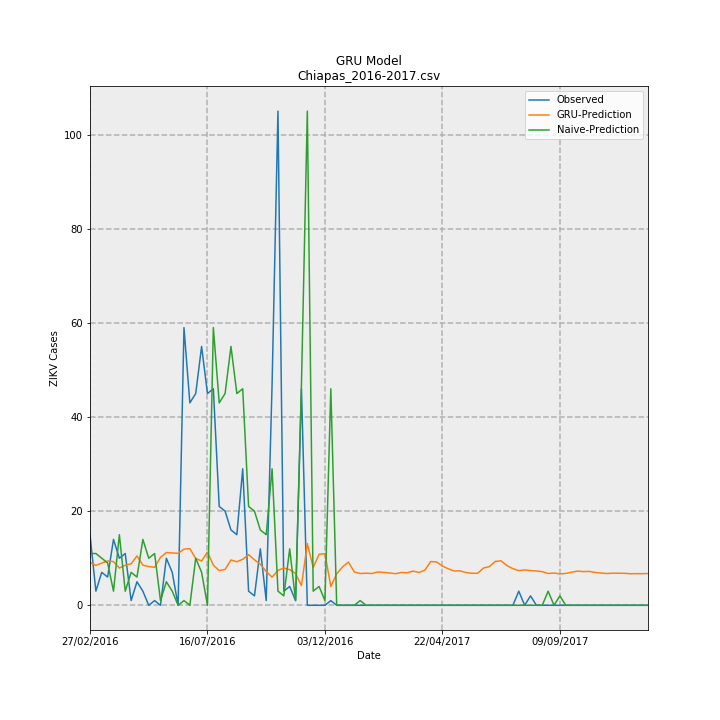 GRU Model
Chiapas_2016-2017.csv
Observed
GRU-Prediction
Naive-Prediction
100
80
60
40
20
0
ZIKV Cases
27/02/2016
16/07/2016
03/12/2016
22/04/2017
09/09/2017
Date